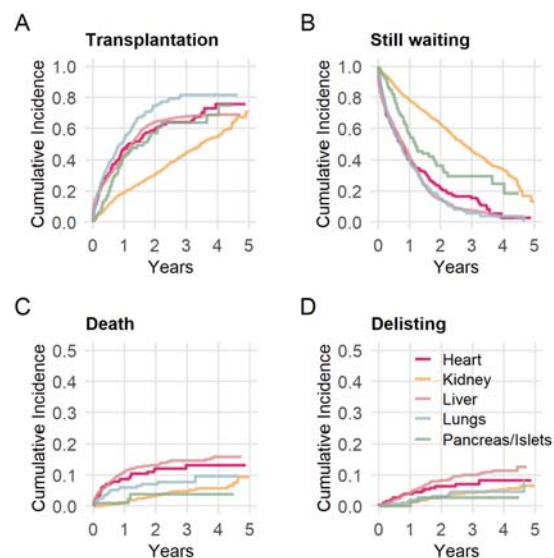 A
Transplantation
Cumulative Incidence
1.0
0.8
0.6
0.4
0.2
0.0
0 1 2 3 4 5
Years
B
Still waiting
Cumulative Incidence
1.0
0.8
0.6
0.4
0.2
0.0
0 1 2 3 4 5
Years
C
Death
Cumulative Incidence
0.5
0.4
0.3
0.2
0.1
0.0
0 1 2 3 4 5
Years
D
Delisting
Cumulative Incidence
0.5
0.4
0.3
0.2
0.1
0.0
Heart
Kidney
Liver
Lungs
Pancreas/Islets
0 1 2 3 4 5
Years